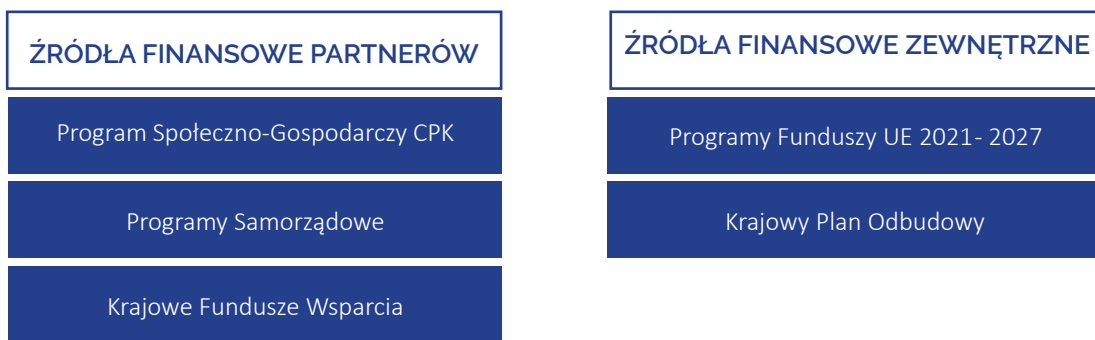 ŹRÓDŁA FINANSOWE PARTNERÓW
Program Społeczno-Gospodarczy CPK
Programy Samorządowe
Krajowe Fundusze Wsparcia
ŹRÓDŁA FINANSOWE ZEWNĘTRZNE
Programy Funduszy UE 2021- 2027
Krajowy Plan Odbudowy